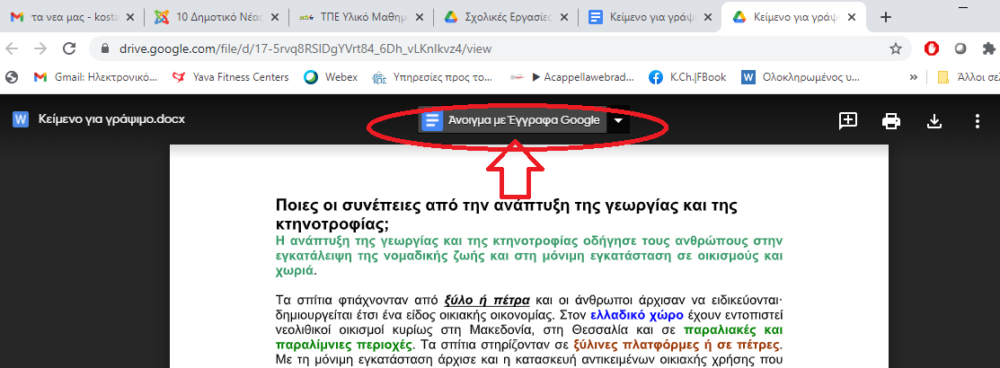 τα νεα μας - kosta
10 Δημοτικό Νέας
ΤΠΕ Υλικό Μαθημ
Σχολικές Εργασίες
Κείμενο για γράψιμ
Κείμενο για γράψ
drive.google.com/file/d/17-5rvq8RSlDgYVrt84_6Dh_vLKnIkvz4/view
Gmail: Ηλεκτρονικό... Yava Fitness Centers Webex Υπηρεσίες προς το... ► Acappellawebrad... K.Ch.|FBook Ολοκληρωμένος υ... » Άλλοι σελ
Κείμενο για γράψιμο.docx
Άνοιγμα με Έγγραφα Google
Ποιες οι συνέπειες από την ανάπτυξη της γεωργίας και της
κτηνοτροφίας;
Η ανάπτυξη της γεωργίας και της κτηνοτροφίας οδήγησε τους ανθρώπους στην
εγκατάλειψη της νομαδικής ζωής και στη μόνιμη εγκατάσταση σε οικισμούς και
χωριά.
Τα σπίτια φτιάχνονταν από ξύλο ή πέτρα και οι άνθρωποι άρχισαν να ειδικεύονται·
δημιουργείται έτσι ένα είδος οικιακής οικονομίας. Στον ελλαδικό χώρο έχουν εντοπιστεί
νεολιθικοί οικισμοί κυρίως στη Μακεδονία, στη Θεσσαλία και σε παραλιακές και
παραλίμνιες περιοχές. Τα σπίτια στηρίζονταν σε ξύλινες πλατφόρμες ή σε πέτρες.
Με τη μόνιμη εγκατάσταση άρχισε και η κατασκευή αντικειμένων οικιακής χρήσης που